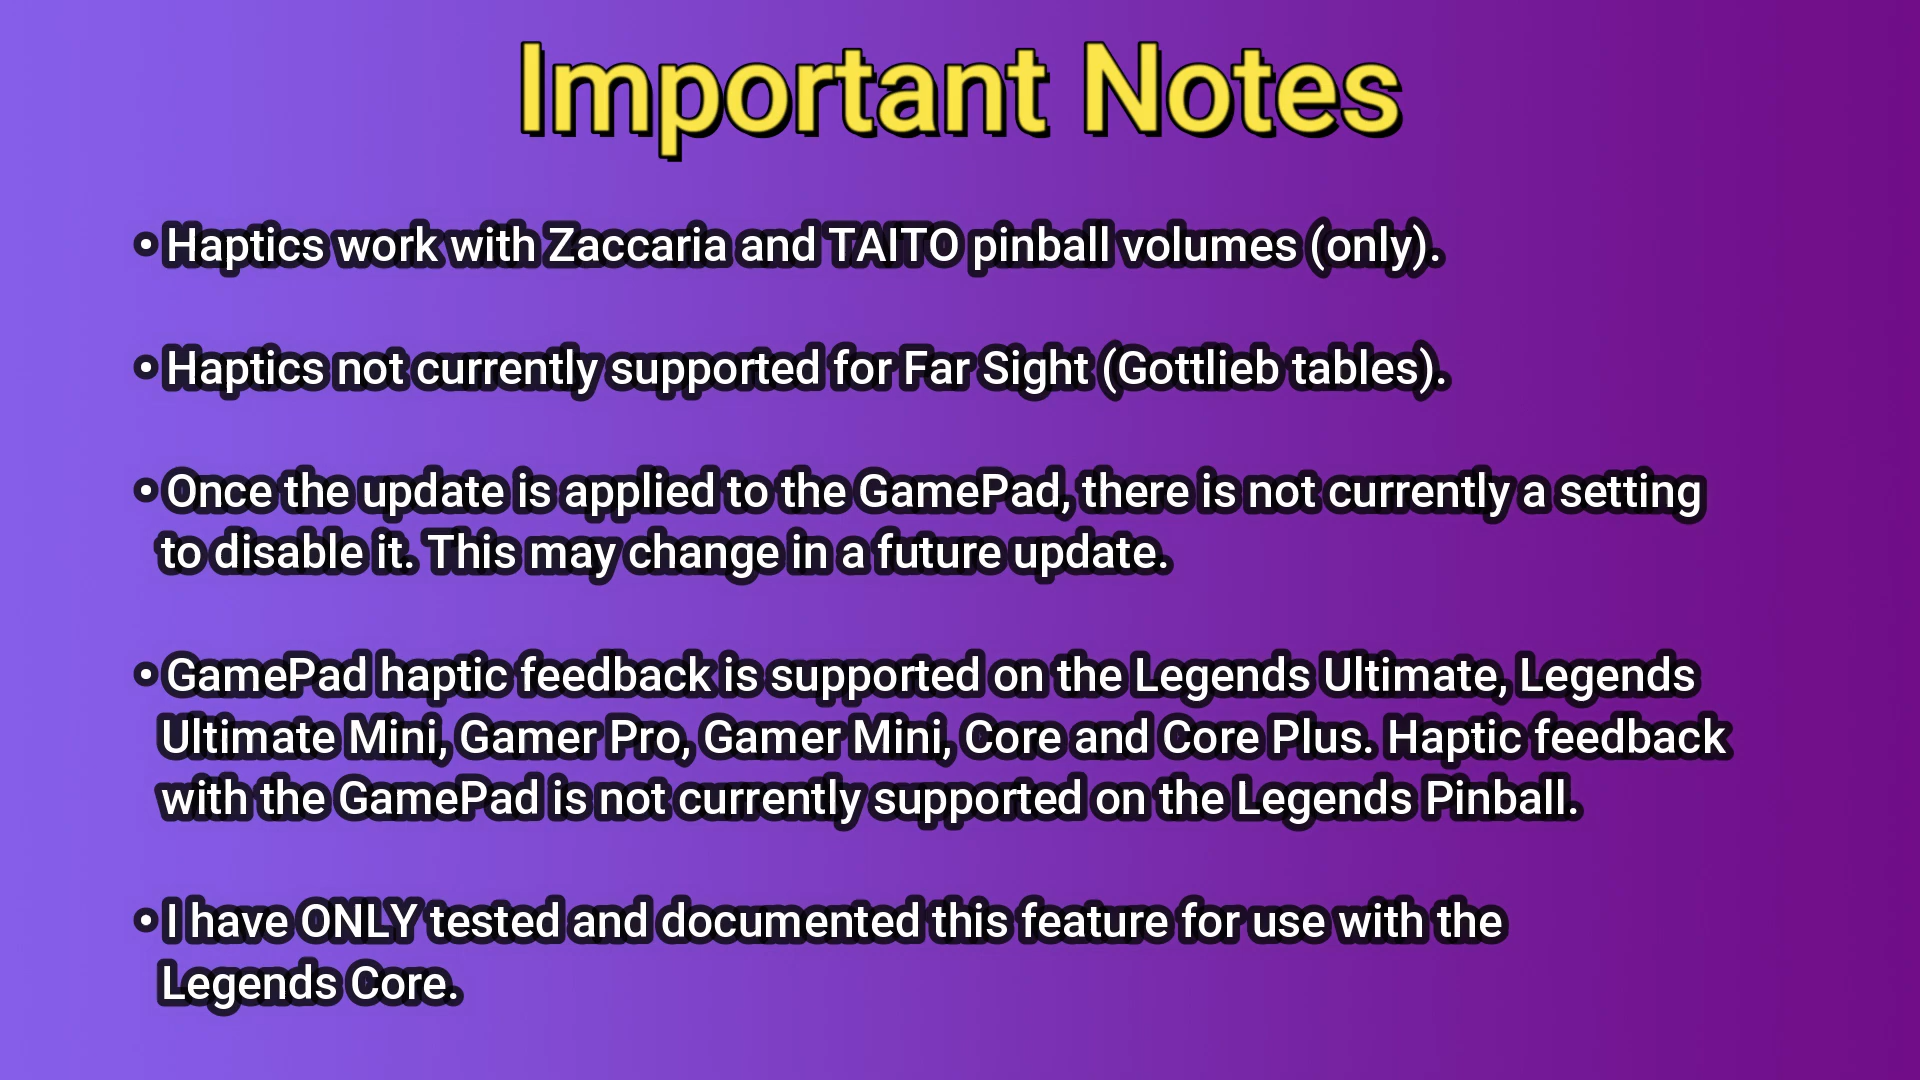 Important Notes
• Haptics work with Zaccaria and TAITO pinball volumes (only).
• Haptics not currently supported for Far Sight (Gottlieb tables).
• Once the update is applied to the GamePad, there is not currently a setting
to disable it. This may change in a future update.
• GamePad haptic feedback is supported on the Legends Ultimate, Legends
Ultimate Mini, Gamer Pro, Gamer Mini, Core and Core Plus. Haptic feedback
with the GamePad is not currently supported on the Legends Pinball.
• I have ONLY tested and documented this feature for use with the
Legends Core.